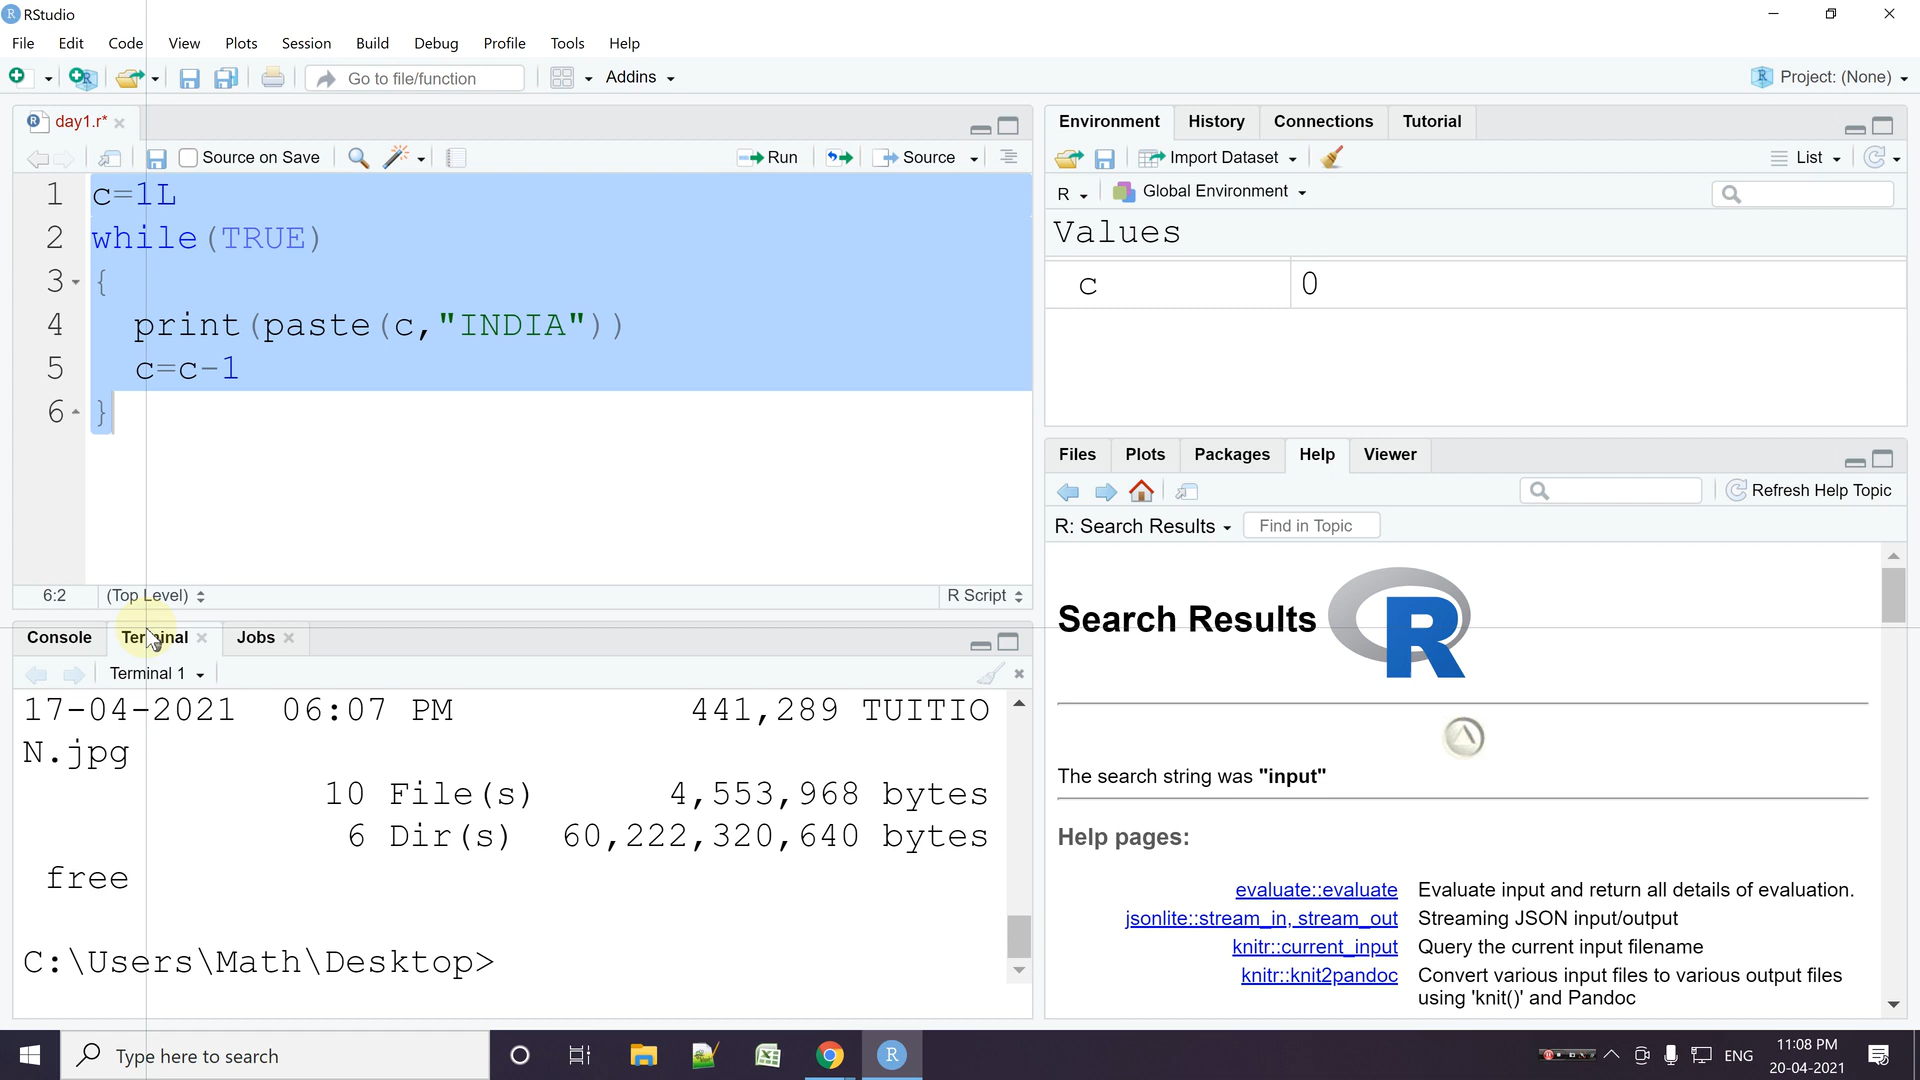 RStudio
File Edit Code View Plots Session Build Debug Profile Tools Help
Go to file/function Addins Project: (None)
day1.r*
Source on Save Run Source
1 c=1L
2 while(TRUE)
3 {
4 print(paste(c,"INDIA"))
5 c=c-1
6 }
6:2 (Top Level) R Script
Console Terminal Jobs
Terminal 1
17-04-2021 06:07 PM 441,289 TUITIO
N.jpg
10 File(s) 4,553,968 bytes
6 Dir(s) 60,222,320,640 bytes
free
C:\Users\Math\Desktop>
Environment History Connections Tutorial
Import Dataset List
R Global Environment
Values
c 0
Files Plots Packages Help Viewer
Refresh Help Topic
R: Search Results Find in Topic
Search Results R
The search string was "input"
Help pages:
evaluate::evaluate Evaluate input and return all details of evaluation.
jsonlite::stream_in, stream_out Streaming JSON input/output
knitr::current_input Query the current input filename
knitr::knit2pandoc Convert various input files to various output files
using 'knit()' and Pandoc
Type here to search
ENG
11:08 PM
20-04-2021